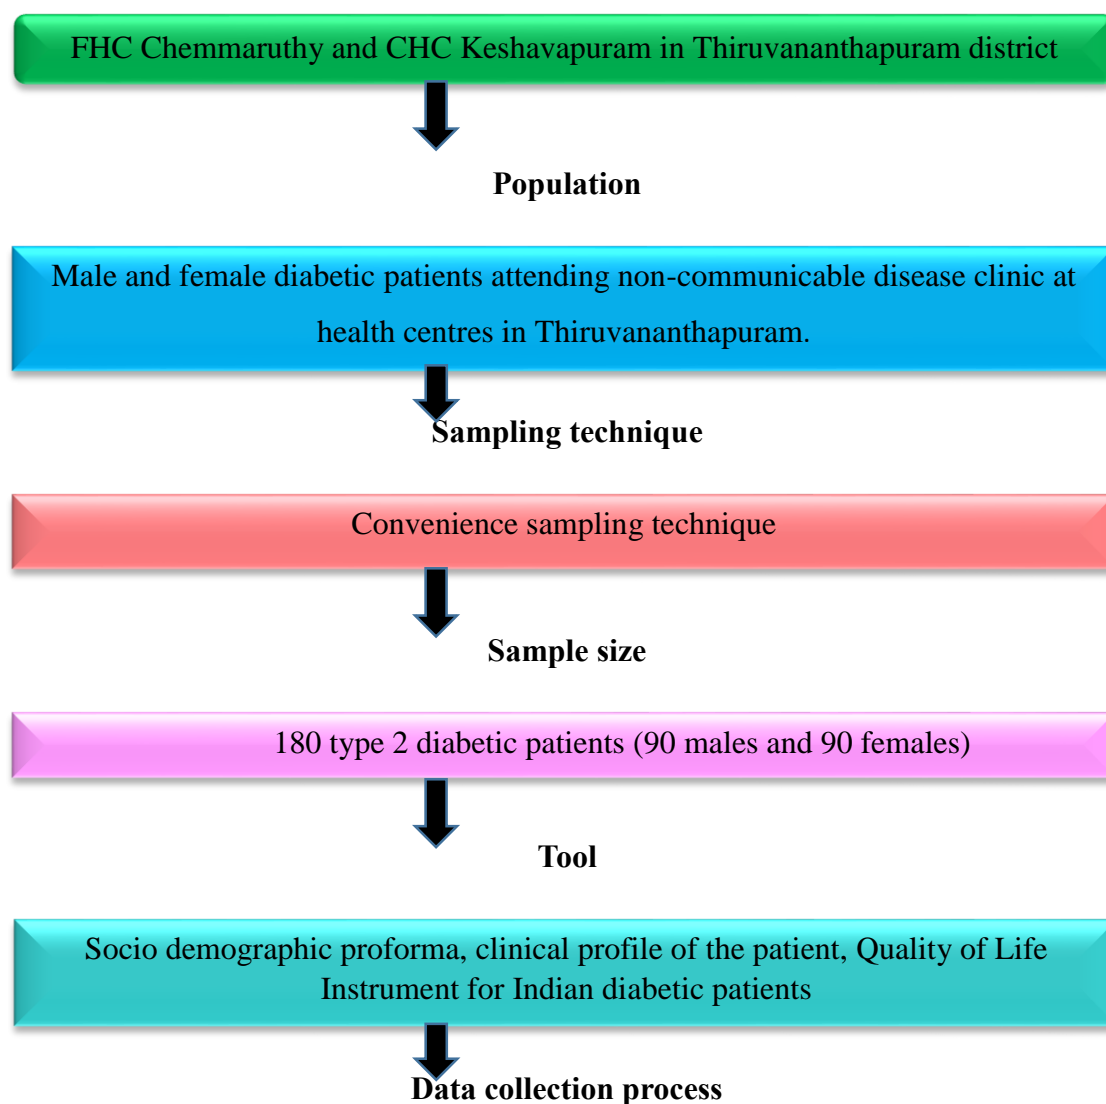 FHC Chemmaruthy and CHC Keshavapuram in Thiruvananthapuram district
Population
Male and female diabetic patients attending non-communicable disease clinic at
health centres in Thiruvananthapuram.
Sampling technique
Convenience sampling technique
Sample size
180 type 2 diabetic patients (90 males and 90 females)
Tool
Socio demographic proforma, clinical profile of the patient, Quality of Life
Instrument for Indian diabetic patients
Data collection process